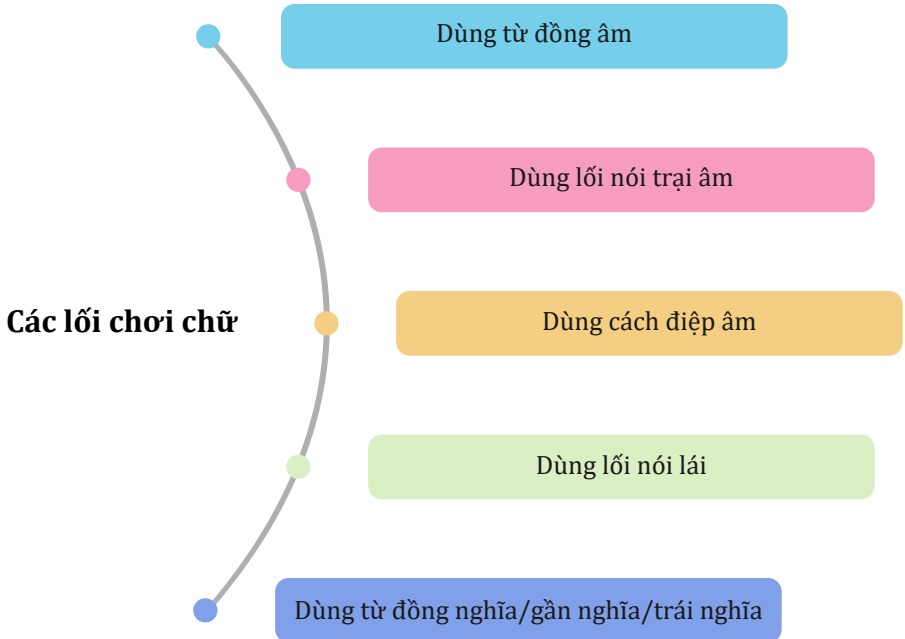 Các lối chơi chữ
Dùng từ đồng âm
Dùng lối nói trại âm
Dùng cách điệp âm
Dùng lối nói lái
Dùng từ đồng nghĩa/gần nghĩa/trái nghĩa